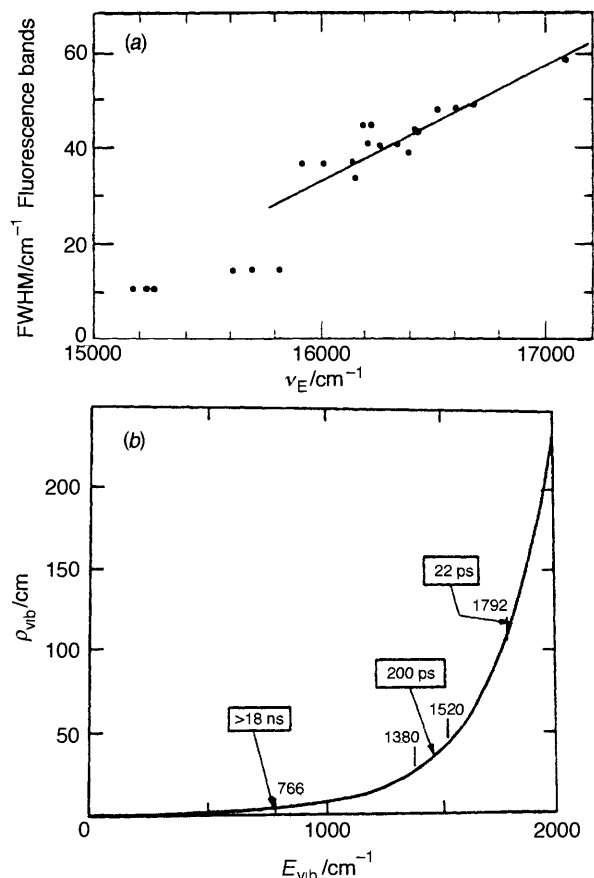 (a)
60
40
20
0
FWHM/cm⁻¹ Fluorescence bands
15000 16000 17000
ν_E/cm⁻¹
(b)
200
150
100
50
ρ_vib/cm
22 ps
1792
200 ps
1520
1380
>18 ns
766
0 1000 2000
E_vib/cm⁻¹